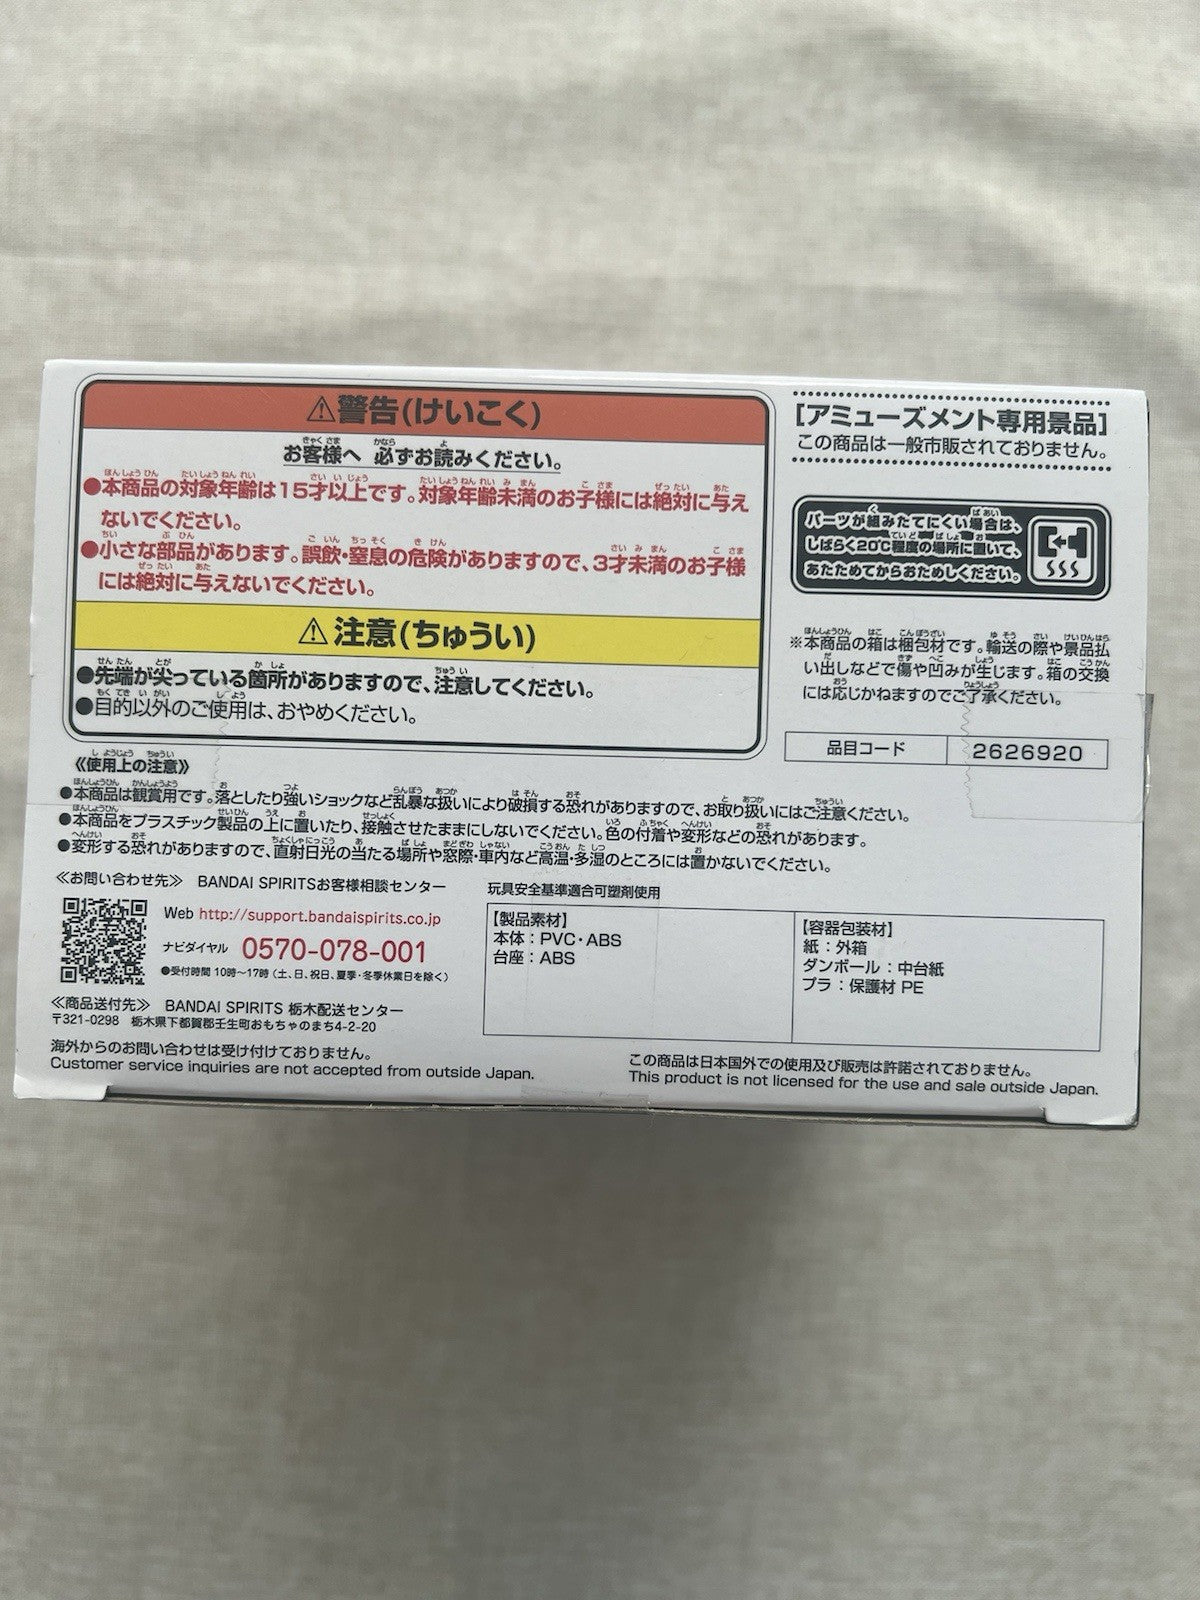 ⚠警告(けいこく)
お客様へ 必ずお読みください。
●本商品の対象年齢は15才以上です。対象年齢未満のお子様には絶対に与え
ないでください。
●小さな部品があります。誤飲・窒息の危険がありますので、3才未満のお子様
には絶対に与えないでください。
⚠注意(ちゅうい)
●先端が尖っている箇所がありますので、注意してください。
●目的以外のご使用は、おやめください。
[アミューズメント専用景品]
この商品は一般市販されておりません。
パーツが組みたてにくい場合は、
しばらく20℃程度の場所に置いて、
あたためてからおためしください。
※本商品の箱は梱包材です。輸送の際や景品払
い出しなどで傷や凹みが生じます。箱の交換
には応じかねますのでご了承ください。
品目コード 2626920
《使用上の注意》
●本商品は観賞用です。落としたり強いショックなど乱暴な扱いにより破損する恐れがありますので、お取り扱いにはご注意ください。
●本商品をプラスチック製品の上に置いたり、接触させたままにしないでください。色の付着や変形などの恐れがあります。
●変形する恐れがありますので、直射日光の当たる場所や窓際・車内など高温・多湿のところには置かないでください。
≪お問い合わせ先≫ BANDAI SPIRITSお客様相談センター
Web http://support.bandaispirits.co.jp
ナビダイヤル 0570-078-001
●受付時間 10時〜17時(土、日、祝日、夏季・冬季休業日を除く)
≪商品送付先≫ BANDAI SPIRITS 栃木配送センター
〒321-0298 栃木県下都賀郡壬生町おもちゃのまち4-2-20
海外からのお問い合わせは受け付けておりません。
Customer service inquiries are not accepted from outside Japan.
玩具安全基準適合可塑剤使用
【製品素材】
本体：PVC・ABS
台座：ABS
【容器包装材】
紙：外箱
ダンボール：中台紙
プラ：保護材 PE
この商品は日本国外での使用及び販売は許諾されておりません。
This product is not licensed for the use and sale outside Japan.